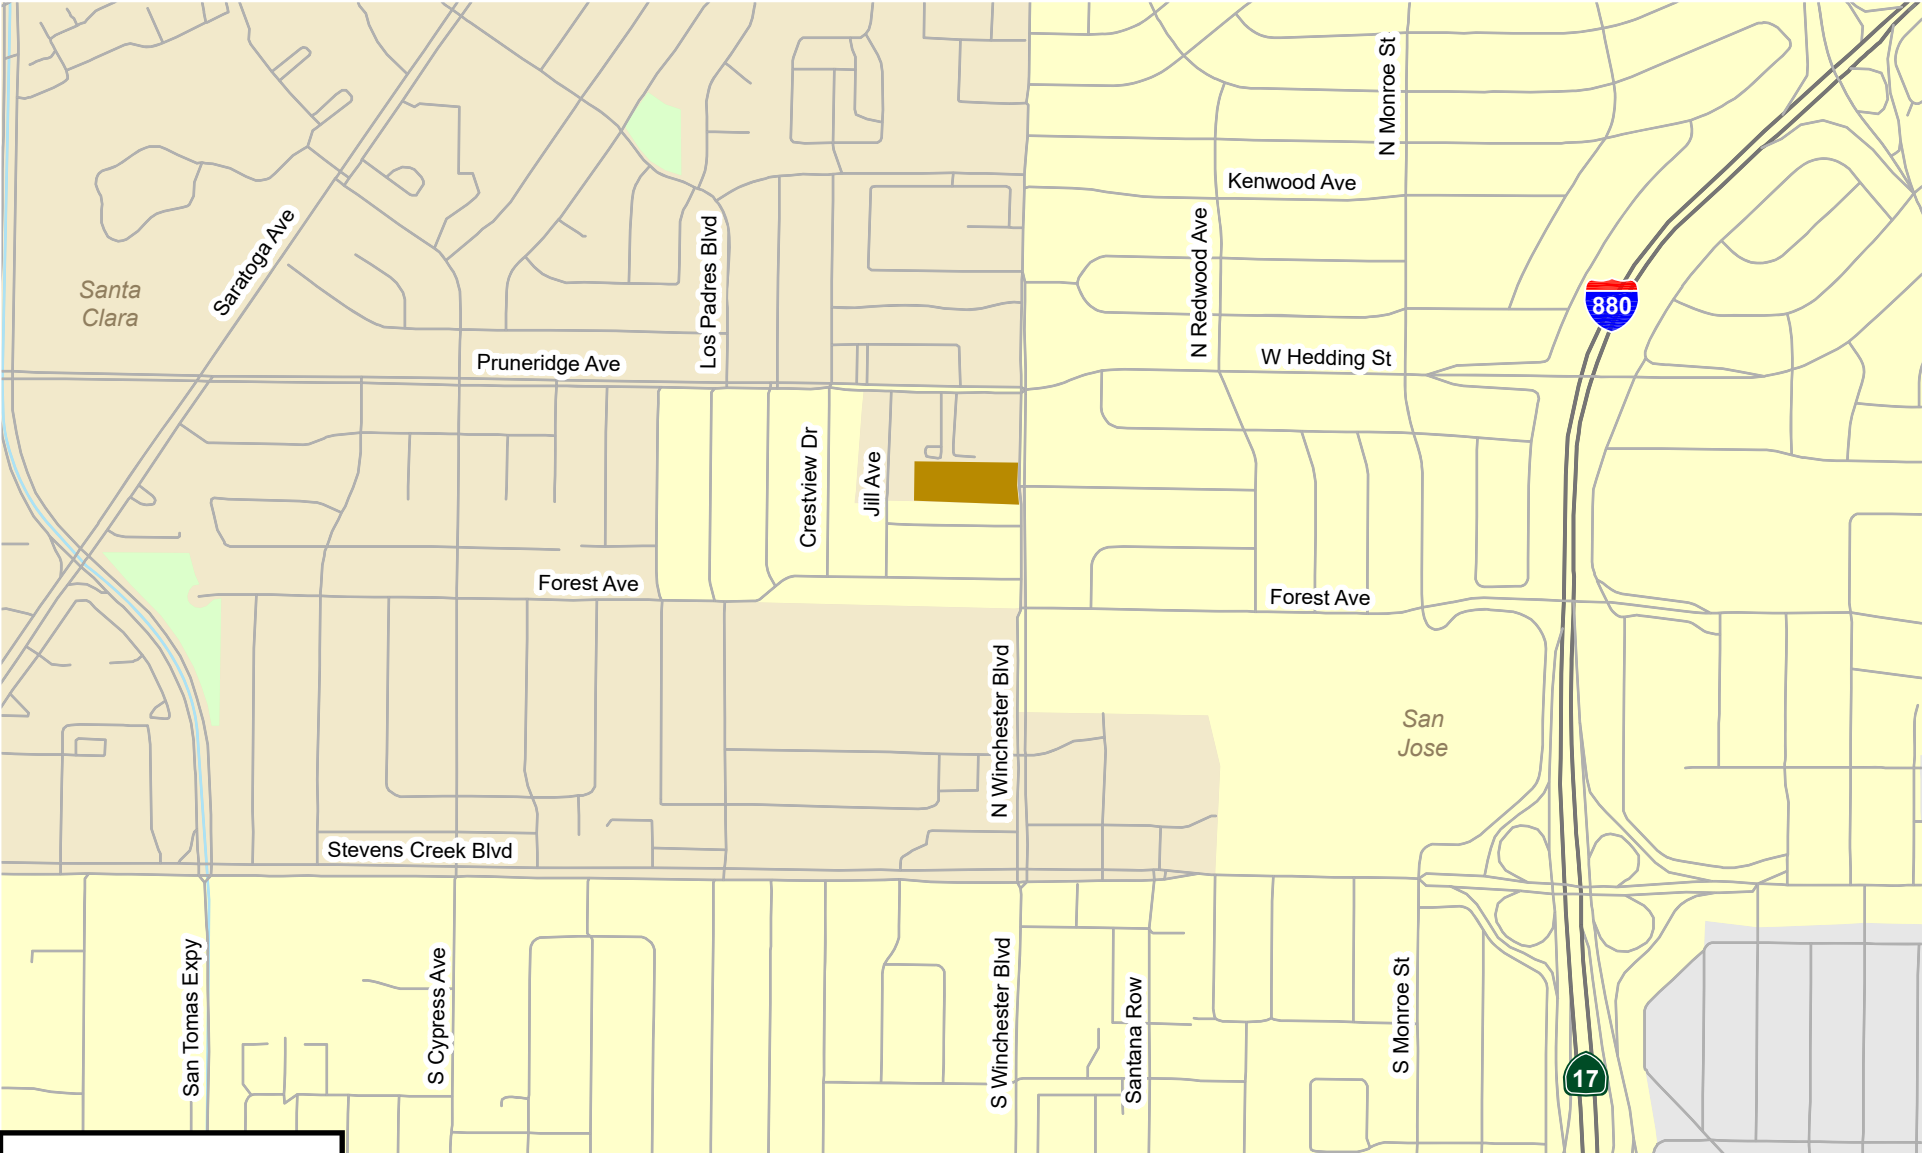 N Monroe St
Kenwood Ave
Saratoga Ave
Los Padres Blvd
N Redwood Ave
Santa
Clara
880
Pruneridge Ave
W Hedding St
Crestview Dr
Jill Ave
Forest Ave
Forest Ave
N Winchester Blvd
San
Jose
Stevens Creek Blvd
San Tomas Expy
S Cypress Ave
S Winchester Blvd
Santana Row
S Monroe St
17